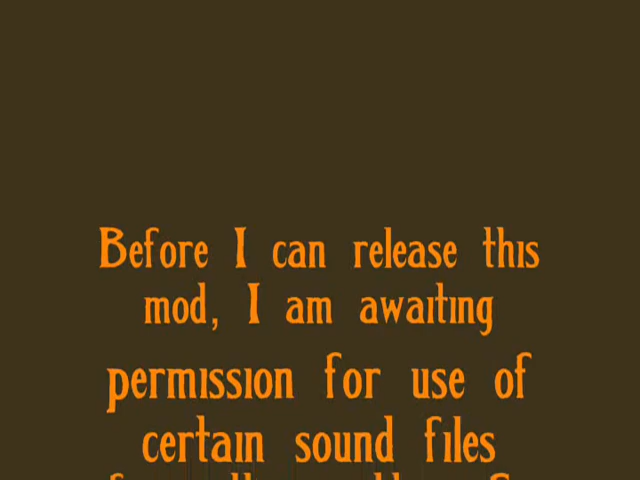 Before I can release this
mod, I am awaiting
permission for use of
certain sound files